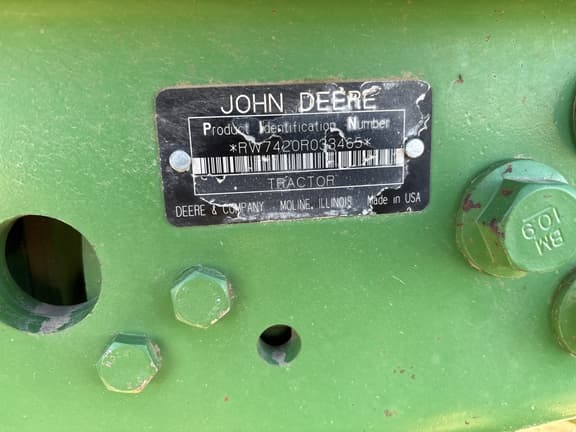 JOHN DEERE
Product Identification Number
*RW7420R033465*
TRACTOR
DEERE & COMPANY MOLINE, ILLINOIS Made in USA
BM
10.9